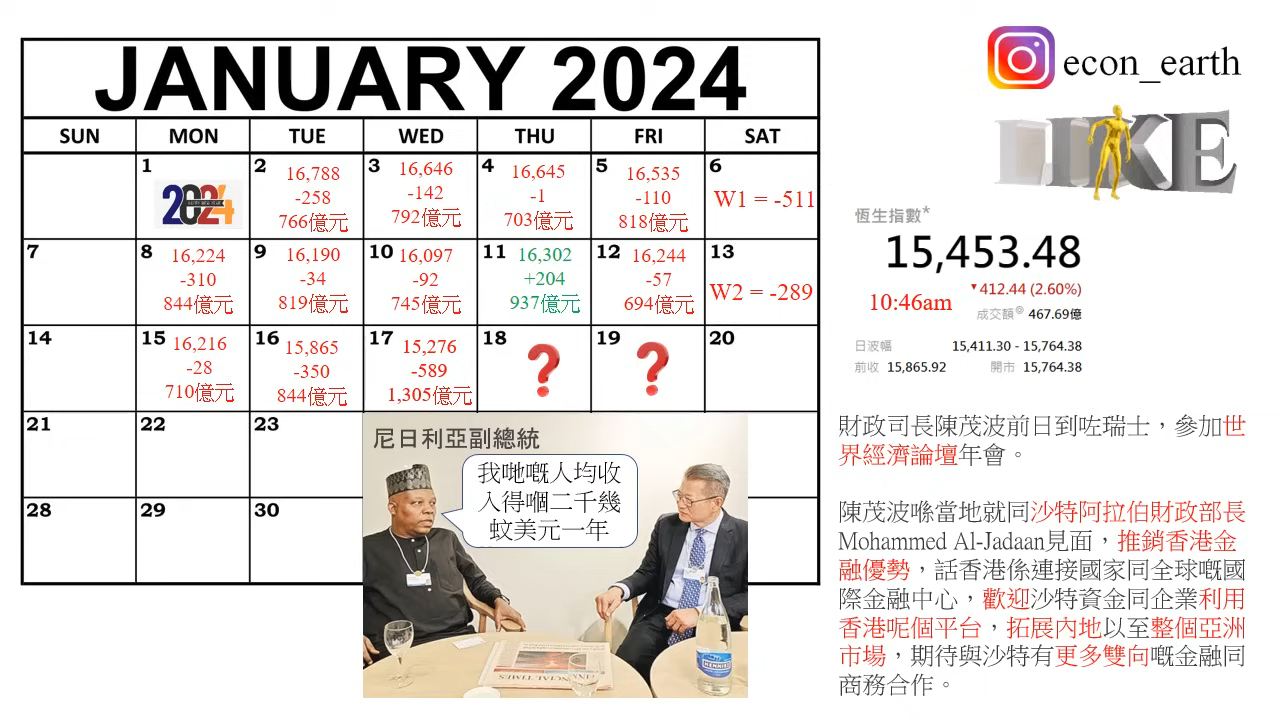 JANUARY 2024
SUN MON TUE WED THU FRI SAT
1 2 3 4 5 6
2024
16,788 16,646 16,645 16,535
-258 -142 -1 -110 W1 = -511
766億元 792億元 703億元 818億元
7 8 9 10 11 12 13
16,224 16,190 16,097 16,302 16,244
-310 -34 -92 +204 -57 W2 = -289
844億元 819億元 745億元 937億元 694億元
14 15 16 17 18 19 20
16,216 15,865 15,276 ? ?
-28 -350 -589
710億元 844億元 1,305億元
21 22 23
28 29 30
尼日利亞副總統
我哋嘅人均收
入得嗰二千幾
蚊美元一年
FINANCIAL TIMES
HENNIEZ
econ_earth
LIKE
恆生指數*
15,453.48
▼412.44 (2.60%)
10:46am
成交額 467.69億
日波幅 15,411.30 - 15,764.38
前收 15,865.92 開市 15,764.38
財政司長陳茂波前日到咗瑞士，參加世
界經濟論壇年會。
陳茂波喺當地就同沙特阿拉伯財政部長
Mohammed Al-Jadaan見面，推銷香港金
融優勢，話香港係連接國家同全球嘅國
際金融中心，歡迎沙特資金同企業利用
香港呢個平台，拓展內地以至整個亞洲
市場，期待與沙特有更多雙向嘅金融同
商務合作。